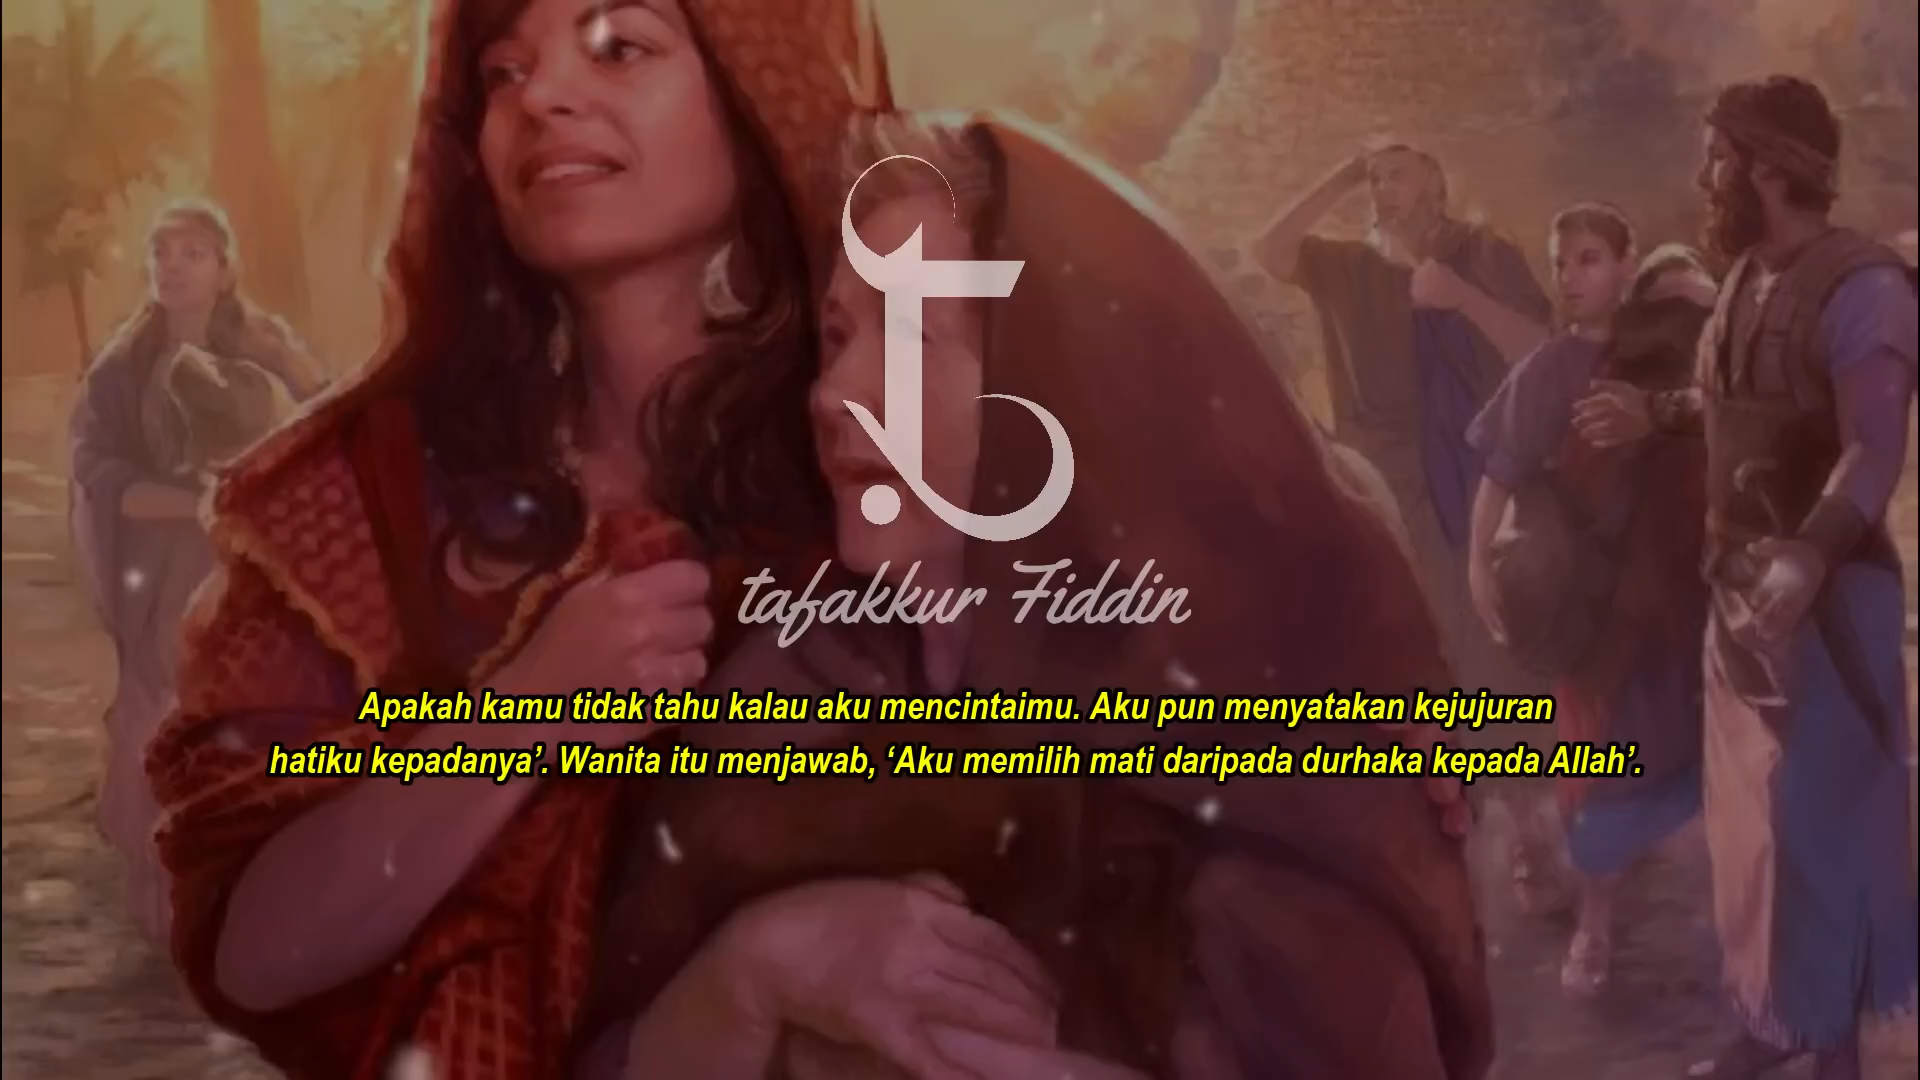 tafakkur Fiddin
Apakah kamu tidak tahu kalau aku mencintaimu. Aku pun menyatakan kejujuran
hatiku kepadanya’. Wanita itu menjawab, ‘Aku memilih mati daripada durhaka kepada Allah’.